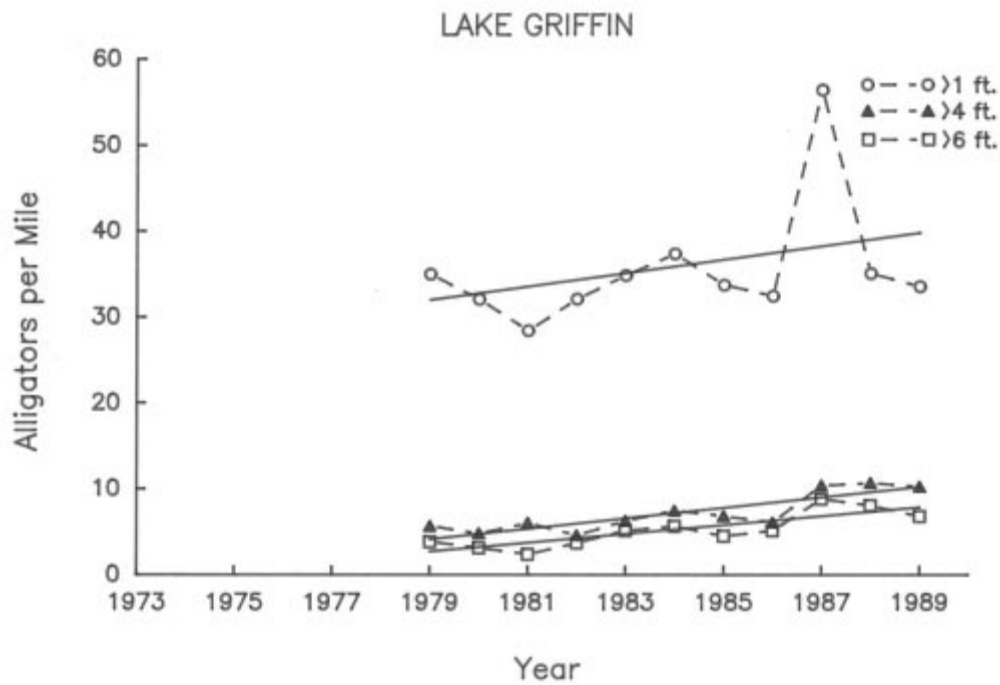 LAKE GRIFFIN
60
50
40
30
20
10
0
Alligators per Mile
>1 ft.
>4 ft.
>6 ft.
1973 1975 1977 1979 1981 1983 1985 1987 1989
Year